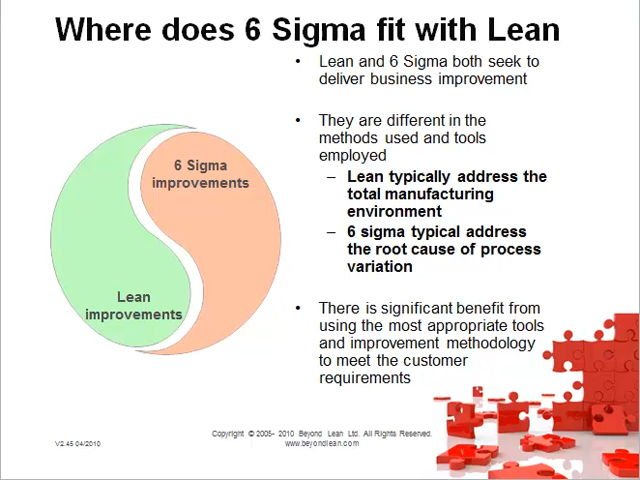 Where does 6 Sigma fit with Lean
• Lean and 6 Sigma both seek to
deliver business improvement
• They are different in the
methods used and tools
employed
– Lean typically address the
total manufacturing
environment
– 6 sigma typical address
the root cause of process
variation
• There is significant benefit from
using the most appropriate tools
and improvement methodology
to meet the customer
requirements
6 Sigma
improvements
Lean
improvements
Copyright © 2005- 2010 Beyond Lean Ltd. All Rights Reserved.
www.beyondlean.com
V2.45 04/2010